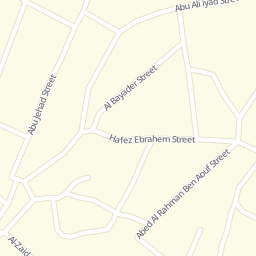 Abu Ali iyad Street
Al Bayader Street
Abu Jehad Street
Hafez Ebrahem Street
Abed Al Rahman Ben Aouf Street
Al-Zaid